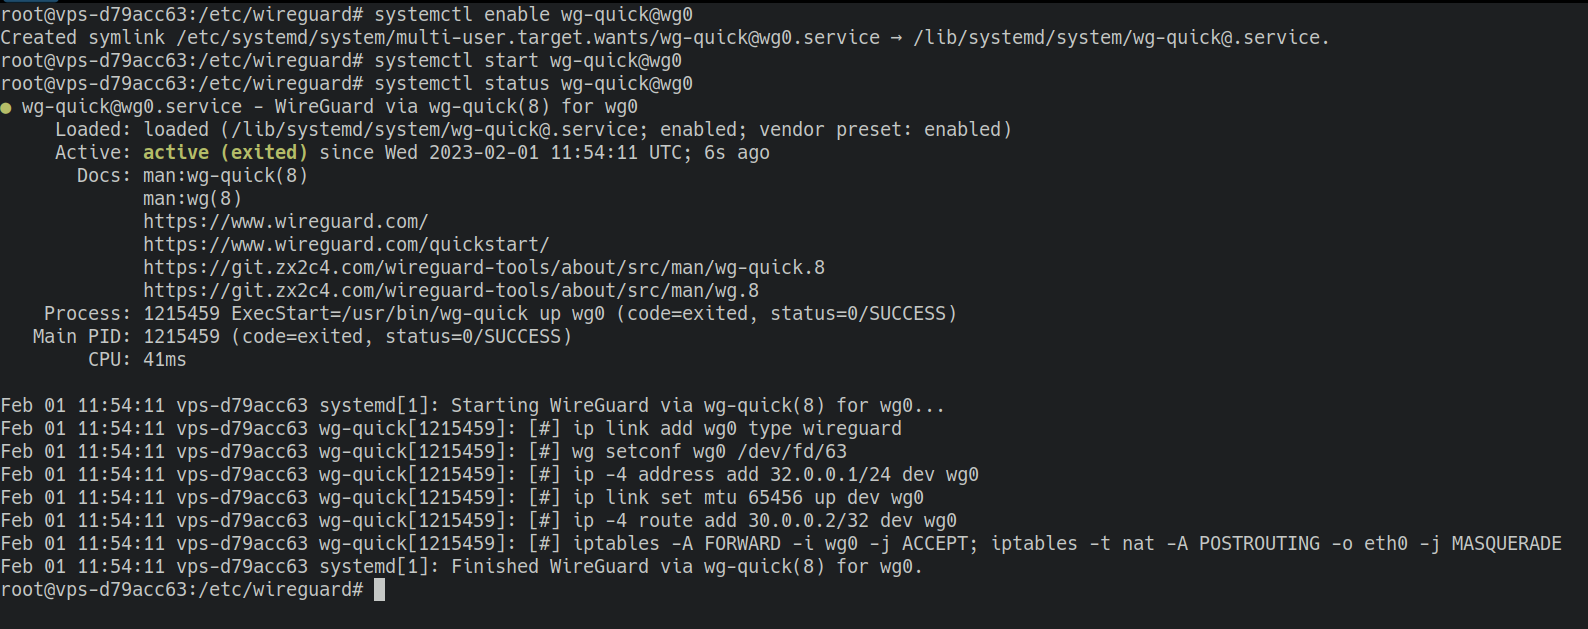 root@vps-d79acc63:/etc/wireguard# systemctl enable wg-quick@wg0
Created symlink /etc/systemd/system/multi-user.target.wants/wg-quick@wg0.service → /lib/systemd/system/wg-quick@.service.
root@vps-d79acc63:/etc/wireguard# systemctl start wg-quick@wg0
root@vps-d79acc63:/etc/wireguard# systemctl status wg-quick@wg0
● wg-quick@wg0.service - WireGuard via wg-quick(8) for wg0
     Loaded: loaded (/lib/systemd/system/wg-quick@.service; enabled; vendor preset: enabled)
     Active: active (exited) since Wed 2023-02-01 11:54:11 UTC; 6s ago
       Docs: man:wg-quick(8)
             man:wg(8)
             https://www.wireguard.com/
             https://www.wireguard.com/quickstart/
             https://git.zx2c4.com/wireguard-tools/about/src/man/wg-quick.8
             https://git.zx2c4.com/wireguard-tools/about/src/man/wg.8
    Process: 1215459 ExecStart=/usr/bin/wg-quick up wg0 (code=exited, status=0/SUCCESS)
   Main PID: 1215459 (code=exited, status=0/SUCCESS)
        CPU: 41ms

Feb 01 11:54:11 vps-d79acc63 systemd[1]: Starting WireGuard via wg-quick(8) for wg0...
Feb 01 11:54:11 vps-d79acc63 wg-quick[1215459]: [#] ip link add wg0 type wireguard
Feb 01 11:54:11 vps-d79acc63 wg-quick[1215459]: [#] wg setconf wg0 /dev/fd/63
Feb 01 11:54:11 vps-d79acc63 wg-quick[1215459]: [#] ip -4 address add 32.0.0.1/24 dev wg0
Feb 01 11:54:11 vps-d79acc63 wg-quick[1215459]: [#] ip link set mtu 65456 up dev wg0
Feb 01 11:54:11 vps-d79acc63 wg-quick[1215459]: [#] ip -4 route add 30.0.0.2/32 dev wg0
Feb 01 11:54:11 vps-d79acc63 wg-quick[1215459]: [#] iptables -A FORWARD -i wg0 -j ACCEPT; iptables -t nat -A POSTROUTING -o eth0 -j MASQUERADE
Feb 01 11:54:11 vps-d79acc63 systemd[1]: Finished WireGuard via wg-quick(8) for wg0.
root@vps-d79acc63:/etc/wireguard#